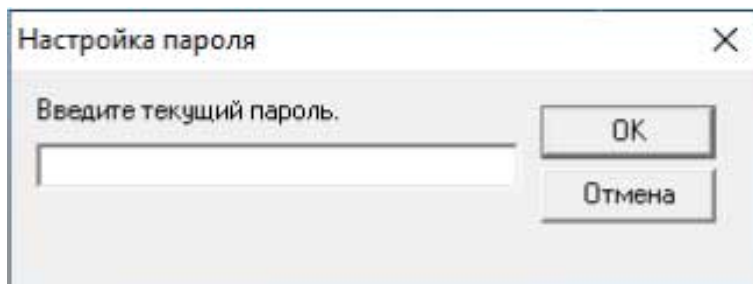 Настройка пароля
Введите текущий пароль.
OK
Отмена